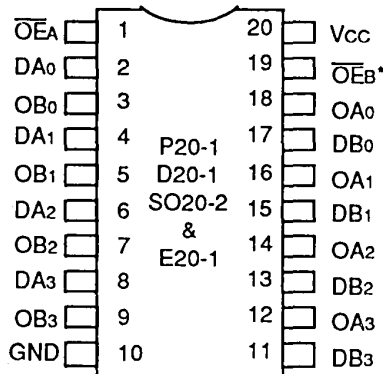 O̅E̅A 1 20 Vcc
DA0 2 19 O̅E̅B*
OB0 3 18 OA0
DA1 4 17 DB0
P20-1
OB1 5 16 OA1
D20-1
DA2 6 15 DB1
SO20-2
OB2 7 14 OA2
&
DA3 8 13 DB2
E20-1
OB3 9 12 OA3
GND 10 11 DB3